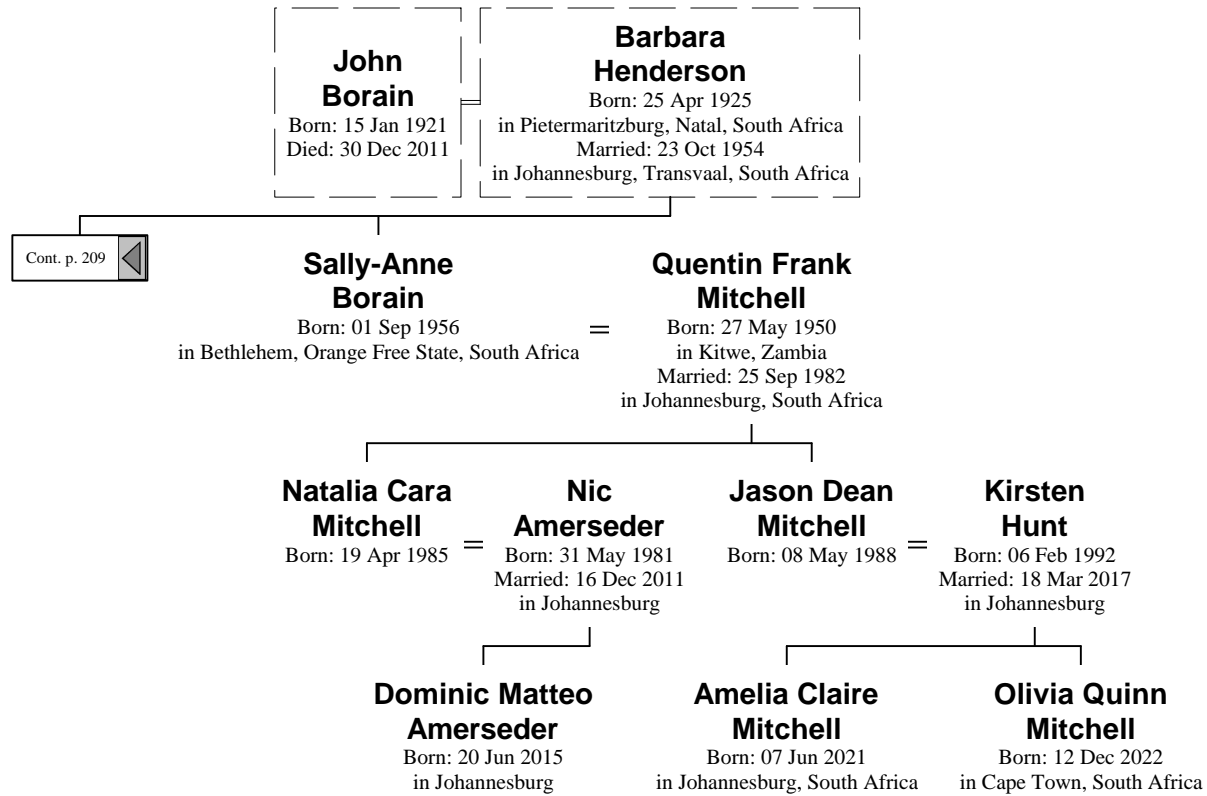 John
Borain
Born: 15 Jan 1921
Died: 30 Dec 2011
Barbara
Henderson
Born: 25 Apr 1925
in Pietermaritzburg, Natal, South Africa
Married: 23 Oct 1954
in Johannesburg, Transvaal, South Africa
Cont. p. 209
Sally-Anne
Borain
Born: 01 Sep 1956
in Bethlehem, Orange Free State, South Africa
=
Quentin Frank
Mitchell
Born: 27 May 1950
in Kitwe, Zambia
Married: 25 Sep 1982
in Johannesburg, South Africa
Natalia Cara
Mitchell
Born: 19 Apr 1985
=
Nic
Amerseder
Born: 31 May 1981
Married: 16 Dec 2011
in Johannesburg
Jason Dean
Mitchell
Born: 08 May 1988
=
Kirsten
Hunt
Born: 06 Feb 1992
Married: 18 Mar 2017
in Johannesburg
Dominic Matteo
Amerseder
Born: 20 Jun 2015
in Johannesburg
Amelia Claire
Mitchell
Born: 07 Jun 2021
in Johannesburg, South Africa
Olivia Quinn
Mitchell
Born: 12 Dec 2022
in Cape Town, South Africa